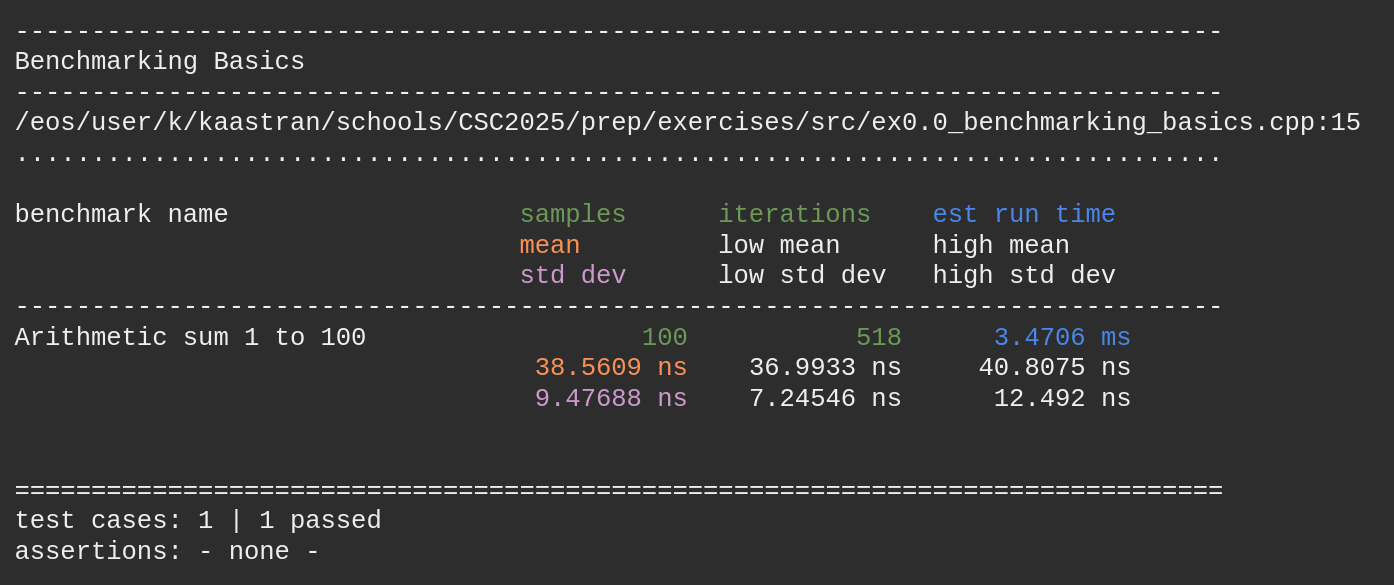 -------------------------------------------------------------------------------
Benchmarking Basics
-------------------------------------------------------------------------------
/eos/user/k/kaastran/schools/CSC2025/prep/exercises/src/ex0.0_benchmarking_basics.cpp:15
...............................................................................
benchmark name                   samples      iterations    est run time
                                 mean         low mean      high mean
                                 std dev      low std dev   high std dev
-------------------------------------------------------------------------------
Arithmetic sum 1 to 100                  100           518      3.4706 ms
                                  38.5609 ns    36.9933 ns     40.8075 ns
                                  9.47688 ns    7.24546 ns      12.492 ns
===============================================================================
test cases: 1 | 1 passed
assertions: - none -